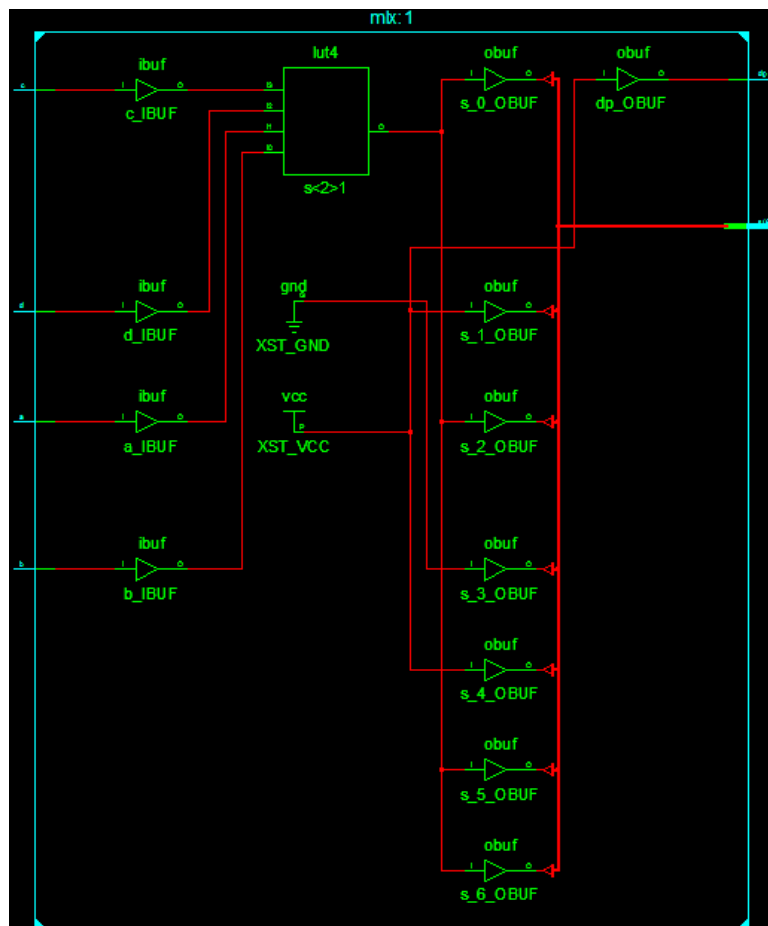 mix:1
ibuf
c_IBUF
lut4
s<2>1
obuf
s_0_OBUF
obuf
dp_OBUF
ibuf
d_IBUF
gnd
XST_GND
obuf
s_1_OBUF
ibuf
a_IBUF
vcc
XST_VCC
obuf
s_2_OBUF
ibuf
b_IBUF
obuf
s_3_OBUF
obuf
s_4_OBUF
obuf
s_5_OBUF
obuf
s_6_OBUF